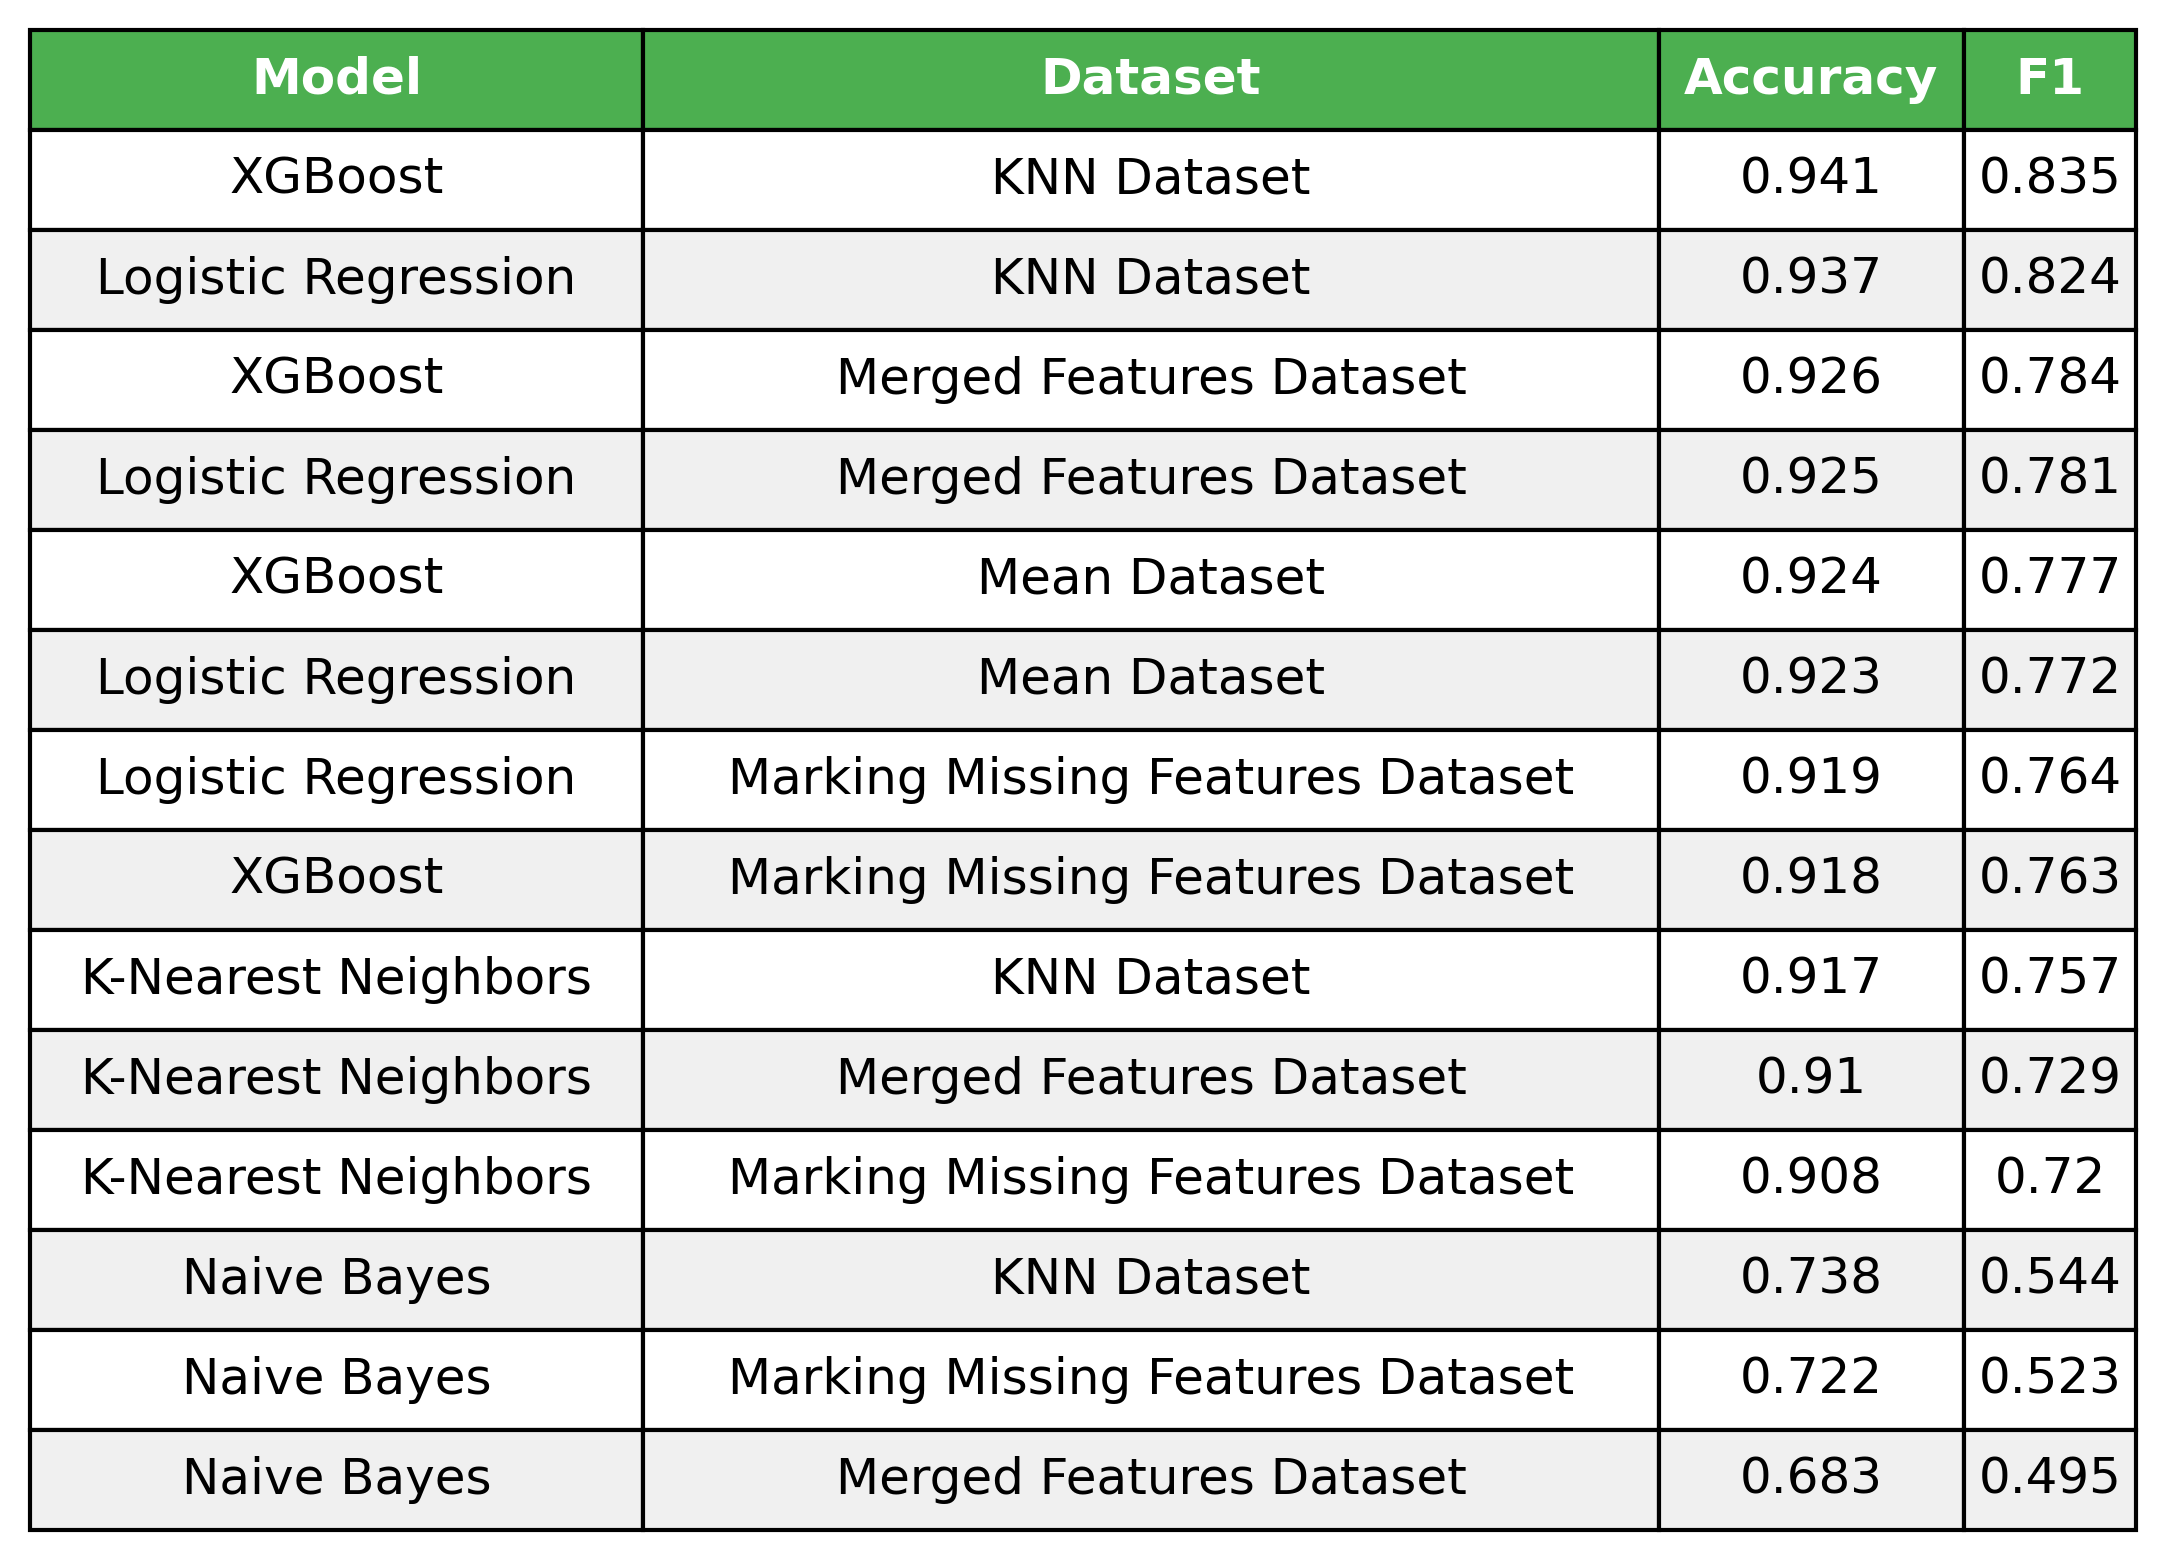 Model Dataset Accuracy F1
XGBoost KNN Dataset 0.941 0.835
Logistic Regression KNN Dataset 0.937 0.824
XGBoost Merged Features Dataset 0.926 0.784
Logistic Regression Merged Features Dataset 0.925 0.781
XGBoost Mean Dataset 0.924 0.777
Logistic Regression Mean Dataset 0.923 0.772
Logistic Regression Marking Missing Features Dataset 0.919 0.764
XGBoost Marking Missing Features Dataset 0.918 0.763
K-Nearest Neighbors KNN Dataset 0.917 0.757
K-Nearest Neighbors Merged Features Dataset 0.91 0.729
K-Nearest Neighbors Marking Missing Features Dataset 0.908 0.72
Naive Bayes KNN Dataset 0.738 0.544
Naive Bayes Marking Missing Features Dataset 0.722 0.523
Naive Bayes Merged Features Dataset 0.683 0.495